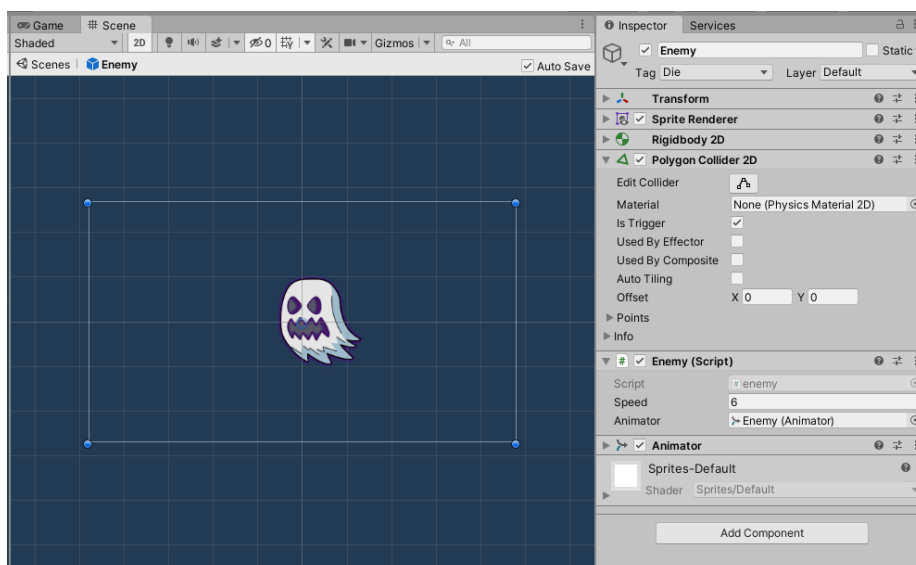 Game Scene
Shaded 2D 0 Gizmos All
Scenes Enemy Auto Save
Inspector Services
Enemy Static
Tag Die Layer Default
Transform
Sprite Renderer
Rigidbody 2D
Polygon Collider 2D
Edit Collider
Material None (Physics Material 2D)
Is Trigger
Used By Effector
Used By Composite
Auto Tiling
Offset X 0 Y 0
Points
Info
# Enemy (Script)
Script enemy
Speed 6
Animator Enemy (Animator)
Animator
Sprites-Default
Shader Sprites/Default
Add Component